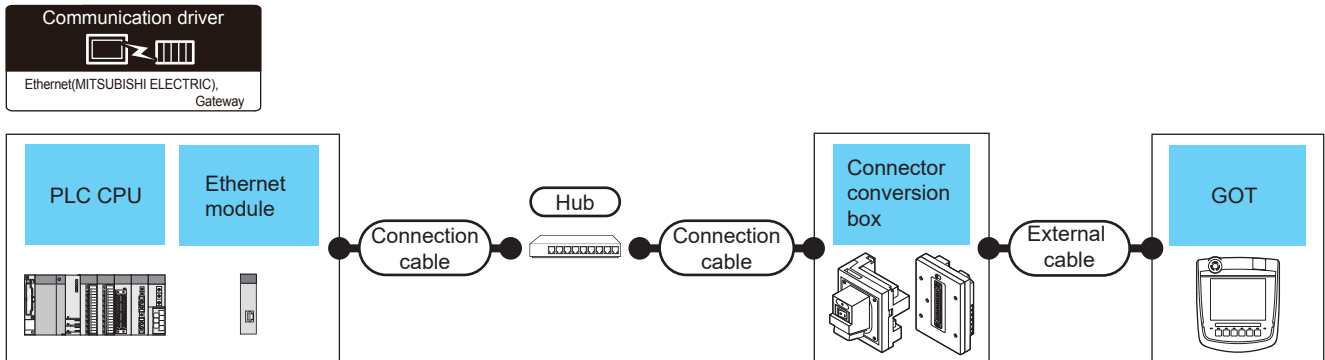 Communication driver
Ethernet(MITSUBISHI ELECTRIC),
Gateway
PLC CPU
Ethernet
module
Connection
cable
Hub
Connection
cable
Connector
conversion
box
External
cable
GOT